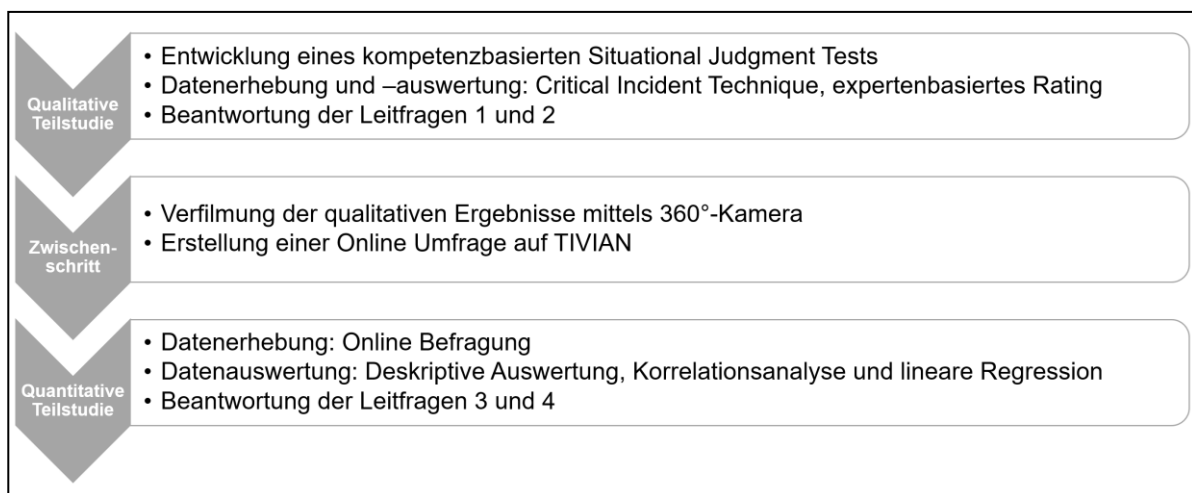 Qualitative
Teilstudie
• Entwicklung eines kompetenzbasierten Situational Judgment Tests
• Datenerhebung und –auswertung: Critical Incident Technique, expertenbasiertes Rating
• Beantwortung der Leitfragen 1 und 2
Zwischen-
schritt
• Verfilmung der qualitativen Ergebnisse mittels 360°-Kamera
• Erstellung einer Online Umfrage auf TIVIAN
Quantitative
Teilstudie
• Datenerhebung: Online Befragung
• Datenauswertung: Deskriptive Auswertung, Korrelationsanalyse und lineare Regression
• Beantwortung der Leitfragen 3 und 4